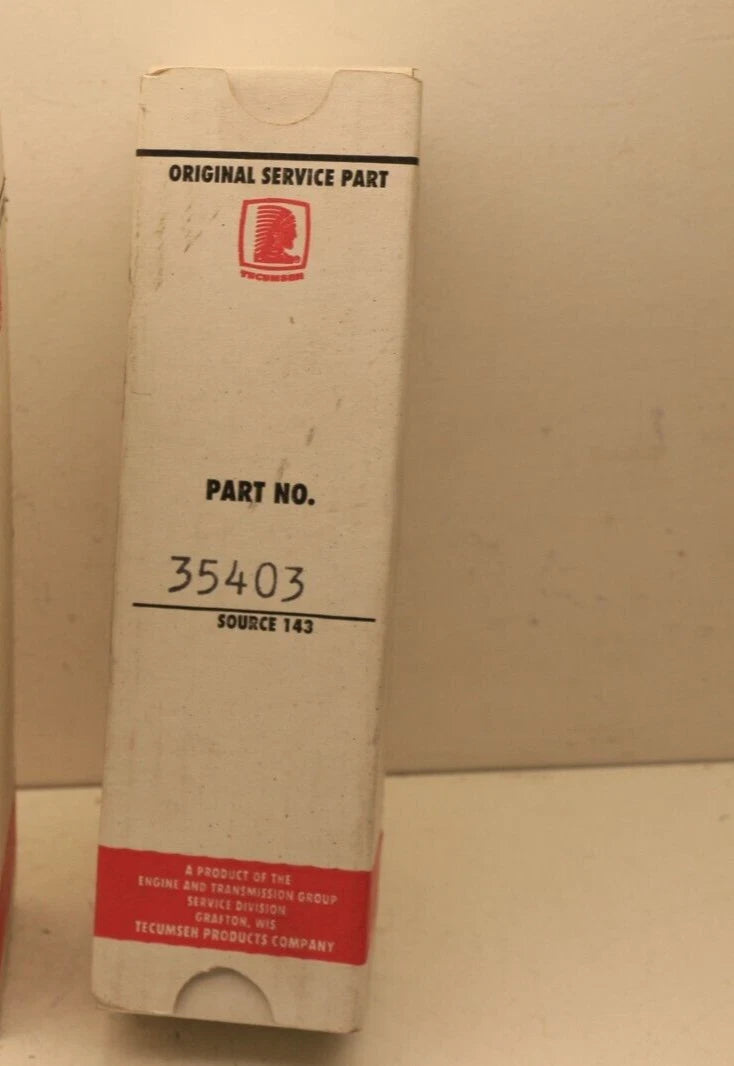 ORIGINAL SERVICE PART
TECUMSEH
PART NO.
35403
SOURCE 143
A PRODUCT OF THE
ENGINE AND TRANSMISSION GROUP
SERVICE DIVISION
GRAFTON, WIS
TECUMSEH PRODUCTS COMPANY